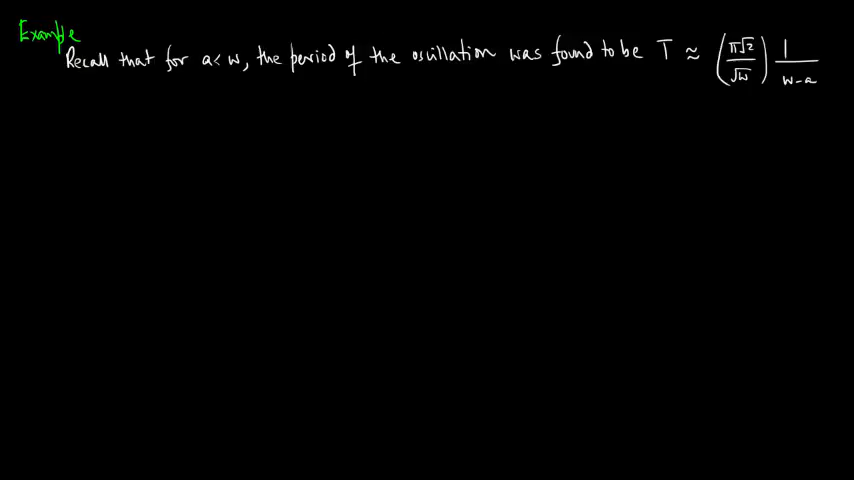 Example
Recall that for a < w, the period of the oscillation was found to be T ≈ (π√2/√w) 1/(w-a)